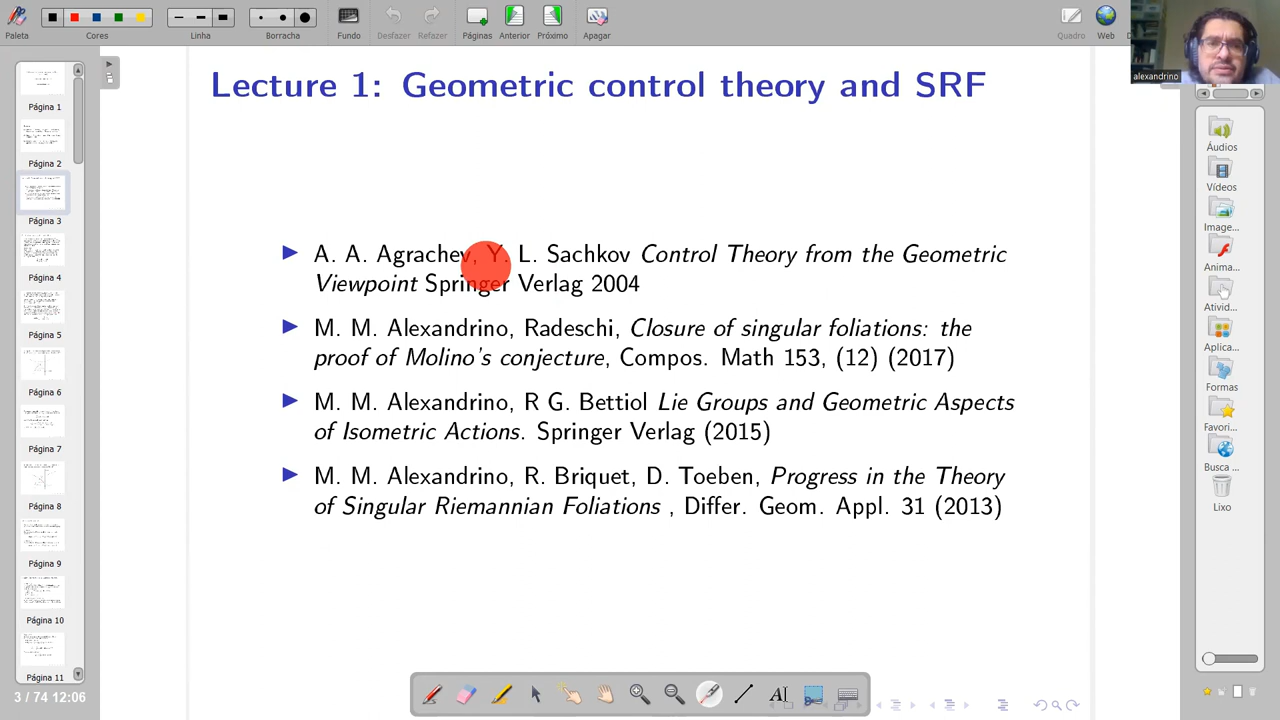 Paleta
Cores
Linha
Borracha
Fundo
Desfazer
Refazer
Páginas
Anterior
Próximo
Apagar
Quadro
Web
alexandrino
Lecture 1: Geometric control theory and SRF
A. A. Agrachev, Y. L. Sachkov Control Theory from the Geometric
Viewpoint Springer Verlag 2004
M. M. Alexandrino, Radeschi, Closure of singular foliations: the
proof of Molino's conjecture, Compos. Math 153, (12) (2017)
M. M. Alexandrino, R G. Bettiol Lie Groups and Geometric Aspects
of Isometric Actions. Springer Verlag (2015)
M. M. Alexandrino, R. Briquet, D. Toeben, Progress in the Theory
of Singular Riemannian Foliations , Differ. Geom. Appl. 31 (2013)
Página 1
Página 2
Página 3
Página 4
Página 5
Página 6
Página 7
Página 8
Página 9
Página 10
Página 11
3 / 74 12:06
Áudios
Vídeos
Image...
Anima...
Ativid...
Aplica...
Formas
Favori...
Busca ...
Lixo